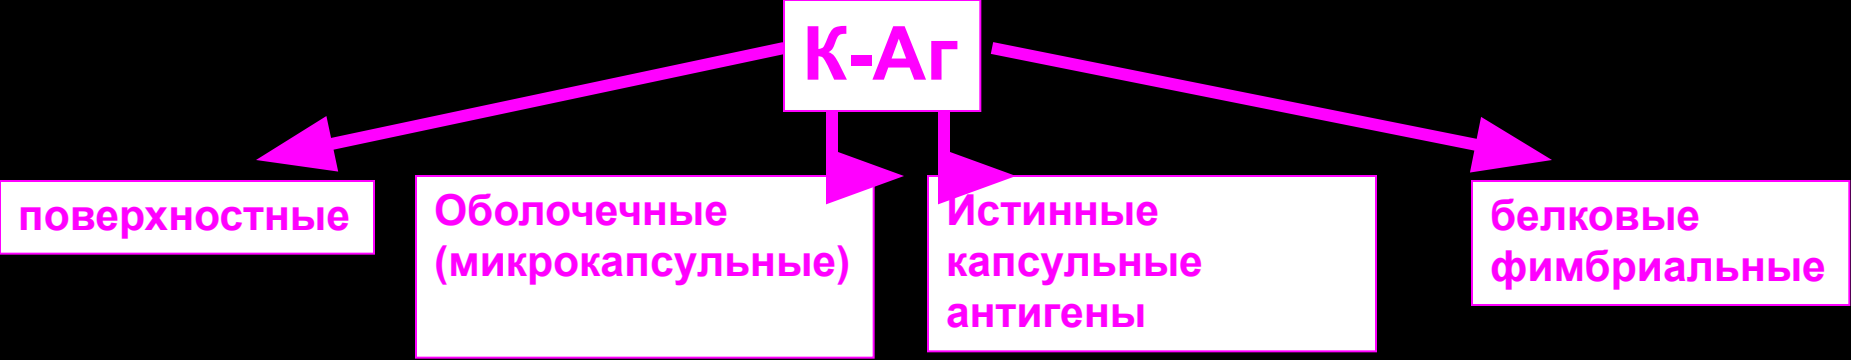 К-Аг
поверхностные
Оболочечные
(микрокапсульные)
Истинные
капсульные
антигены
белковые
фимбриальные